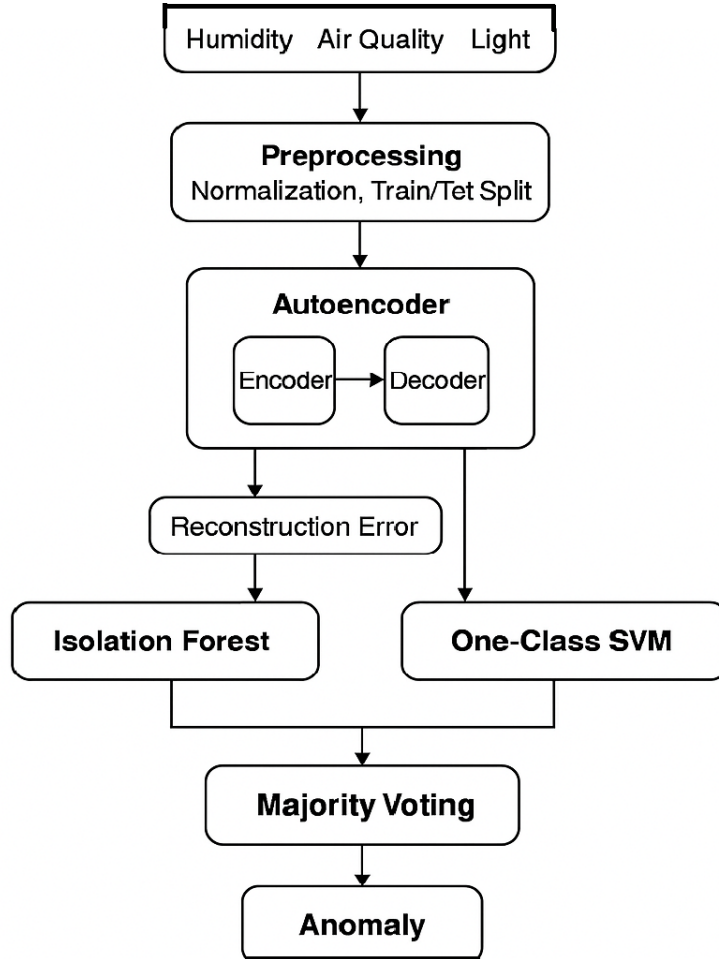 Humidity Air Quality Light
Preprocessing
Normalization, Train/Tet Split
Autoencoder
Encoder Decoder
Reconstruction Error
Isolation Forest One-Class SVM
Majority Voting
Anomaly